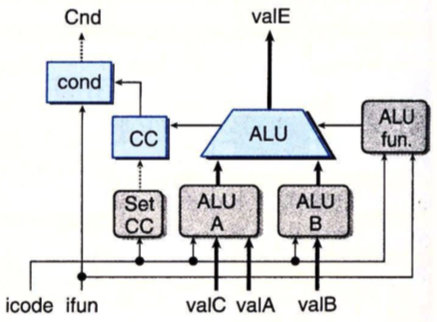 Cnd
valE
cond
CC
ALU
ALU
fun.
Set
CC
ALU
A
ALU
B
icode ifun
valC valA
valB